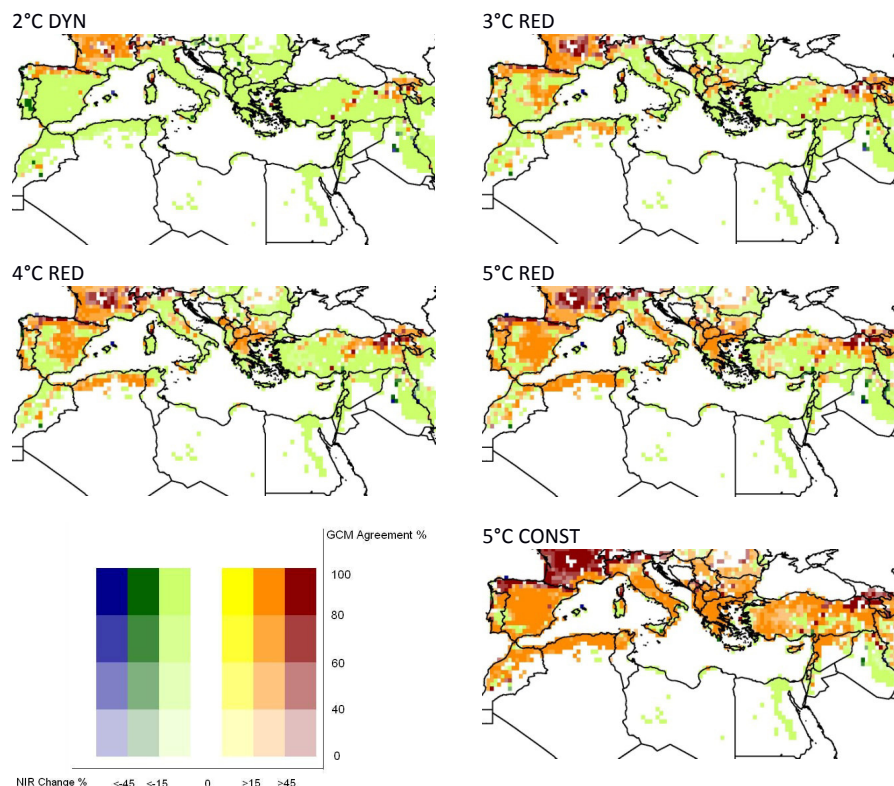 2°C DYN
3°C RED
4°C RED
5°C RED
5°C CONST
GCM Agreement %
100
80
60
40
0
NIR Change % <-45 <-15 0 >15 >45